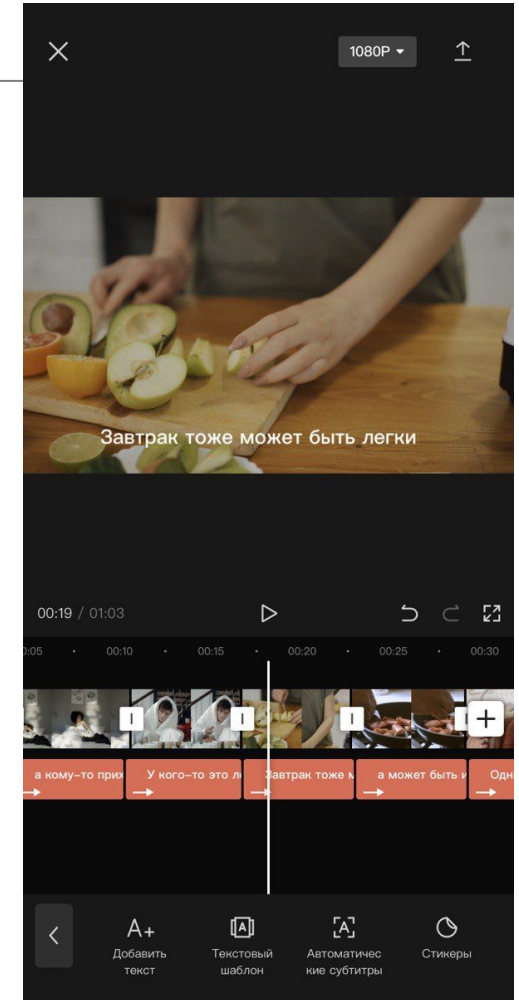 1080P
Завтрак тоже может быть легки
00:19 / 01:03
0:05 00:10 00:15 00:20 00:25 00:30
а кому-то прих У кого-то это л Завтрак тоже м а может быть и Одн
A+ [A] [A]
Добавить текст
Текстовый шаблон
Автоматичес
кие субтитры
Стикеры